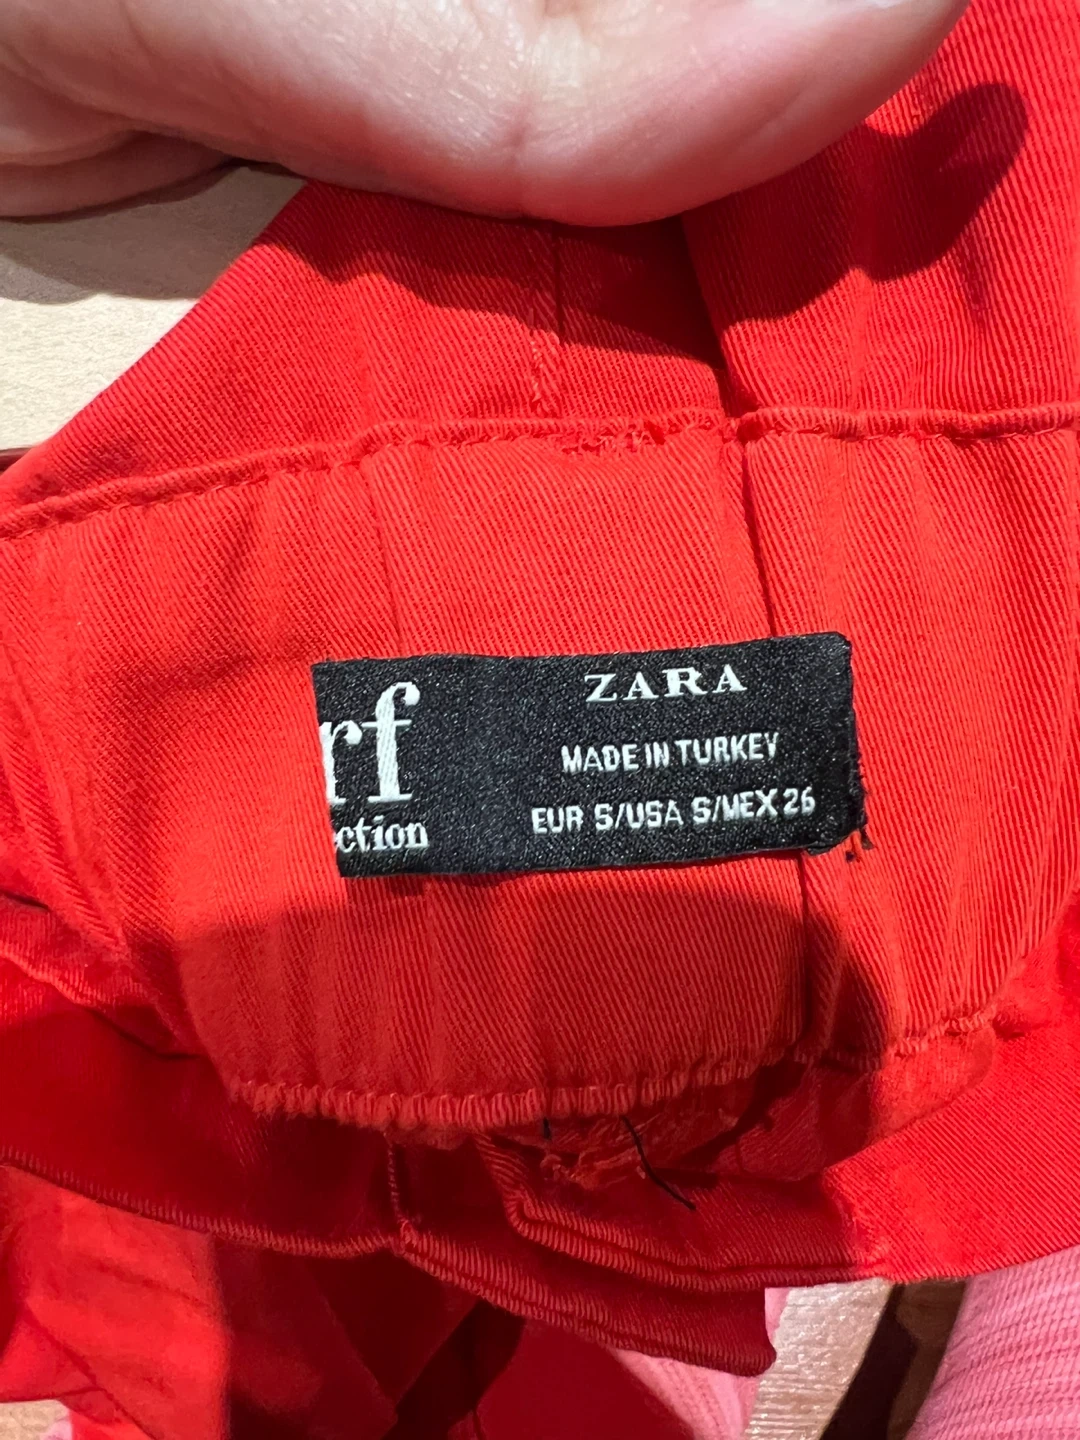 ZARA
MADE IN TURKEY
EUR S/USA S/MEX 26
rf
ction